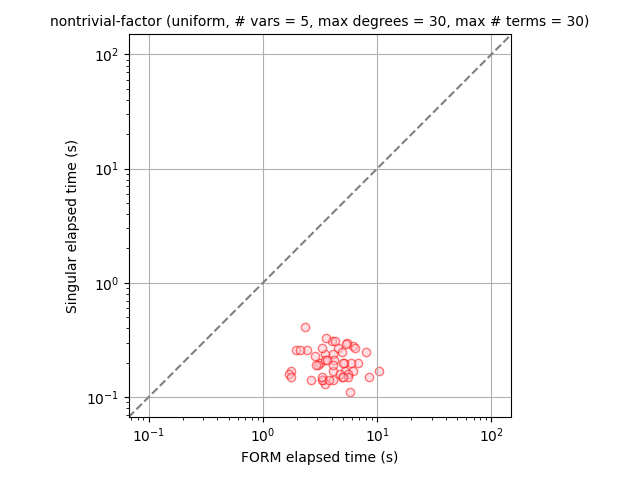 nontrivial-factor (uniform, # vars = 5, max degrees = 30, max # terms = 30)
10²
10¹
10⁰
10⁻¹
Singular elapsed time (s)
10⁻¹
10⁰
10¹
10²
FORM elapsed time (s)